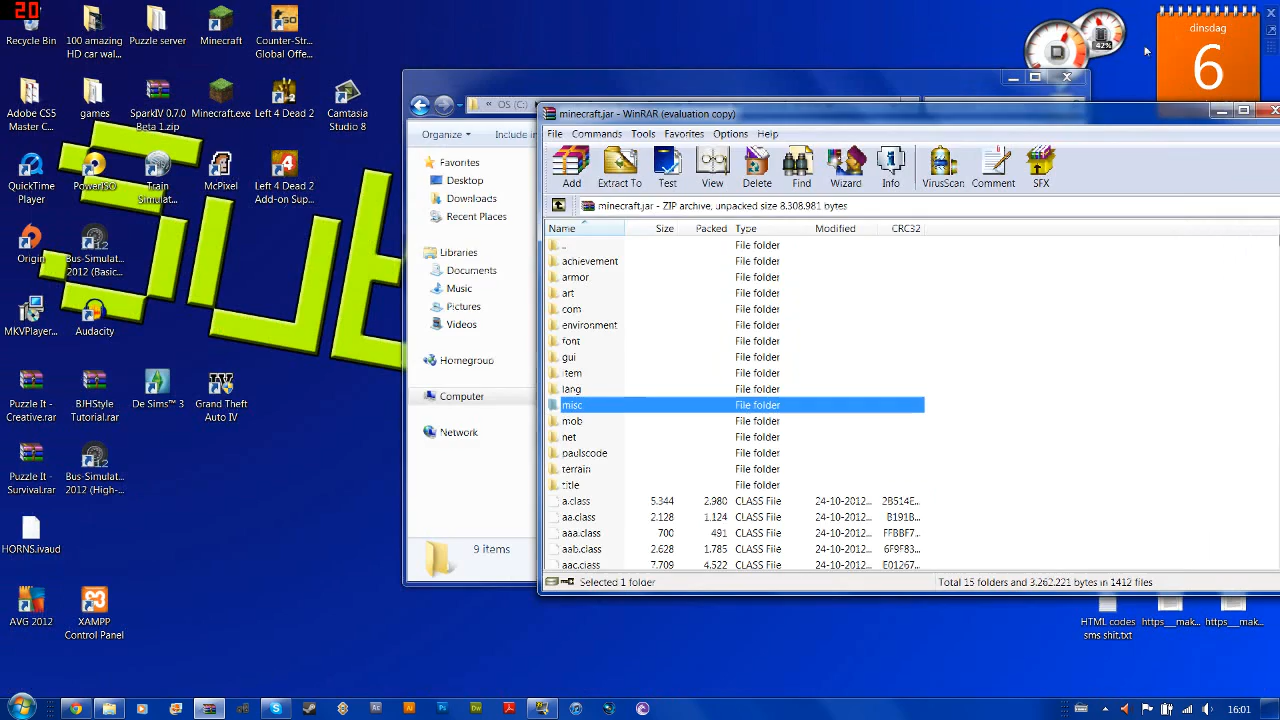 20
Recycle Bin
100 amazing
HD car wal...
Puzzle server
Minecraft
Counter-Str...
Global Offe...
Adobe CS5
Master C...
games
SparkIV 0.7.0
Beta 1.zip
Minecraft.exe
Left 4 Dead 2
Camtasia
Studio 8
QuickTime
Player
PowerISO
Train
Simulat...
McPixel
Left 4 Dead 2
Add-on Sup...
Origin
Bus-Simulat...
2012 (Basic...
MKVPlayer...
Audacity
Puzzle It -
Creative.rar
BJHStyle
Tutorial.rar
De Sims™ 3
Grand Theft
Auto IV
Puzzle It -
Survival.rar
Bus-Simulat...
2012 (High-...
HORNS.ivaud
AVG 2012
XAMPP
Control Panel
42%
dinsdag
6
« OS (C:)
Organize
Include in
Favorites
Desktop
Downloads
Recent Places
Libraries
Documents
Music
Pictures
Videos
Homegroup
Computer
Network
9 items
minecraft.jar - WinRAR (evaluation copy)
File Commands Tools Favorites Options Help
Add Extract To Test View Delete Find Wizard Info VirusScan Comment SFX
minecraft.jar - ZIP archive, unpacked size 8.308.981 bytes
Name Size Packed Type Modified CRC32
.. File folder
achievement File folder
armor File folder
art File folder
com File folder
environment File folder
font File folder
gui File folder
item File folder
lang File folder
misc File folder
mob File folder
net File folder
paulscode File folder
terrain File folder
title File folder
a.class 5.344 2.980 CLASS File 24-10-2012... 2B514E...
aa.class 2.128 1.124 CLASS File 24-10-2012... B191B...
aaa.class 700 491 CLASS File 24-10-2012... FFBBF7...
aab.class 2.628 1.785 CLASS File 24-10-2012... 6F9F83...
aac.class 7.709 4.522 CLASS File 24-10-2012... E01267...
Selected 1 folder
Total 15 folders and 3.262.221 bytes in 1412 files
HTML codes
sms shit.txt
https___mak...
https___mak...
16:01